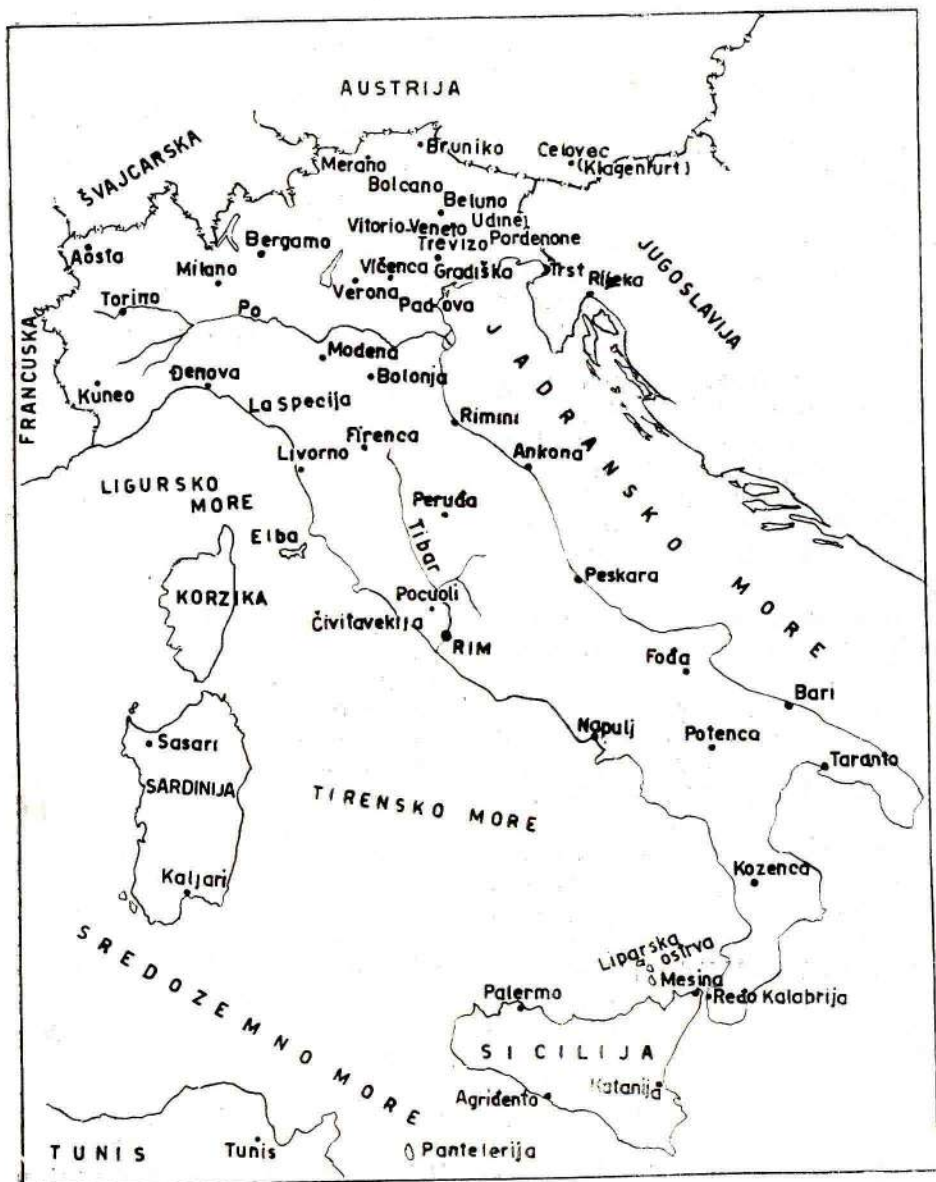 AUSTRIJA
ŠVAJCARSKA
Bruniko
Celovec
(Klagenfurt)
Merano
Bolcano
Beluno
Udine
Vitorio Veneto
Pordenone
Trevizo
Aosta
Bergamo
Milano
Vičenca
Gradiška
Trst
Rijeka
JUGOSLAVIJA
Verona
Padova
Torino
Po
FRANCUSKA
Modena
Đenova
Bolonja
Kuneo
La Specija
Rimini
Firenca
Livorno
Ankona
JADRANSKO MORE
LIGURSKO
MORE
Peruđa
Elba
Tibar
Peskara
KORZIKA
Pocuoli
Čivitavekija
RIM
Fođa
Bari
Napulj
Potenca
Sasari
Taranto
SARDINIJA
TIRENSKO MORE
Kaljari
Kozenca
SREDOZEMNO MORE
Liparska
ostrva
Mesina
Ređo Kalabrija
Palermo
SICILIJA
Katanija
Agriđento
TUNIS
Tunis
Pantelerija